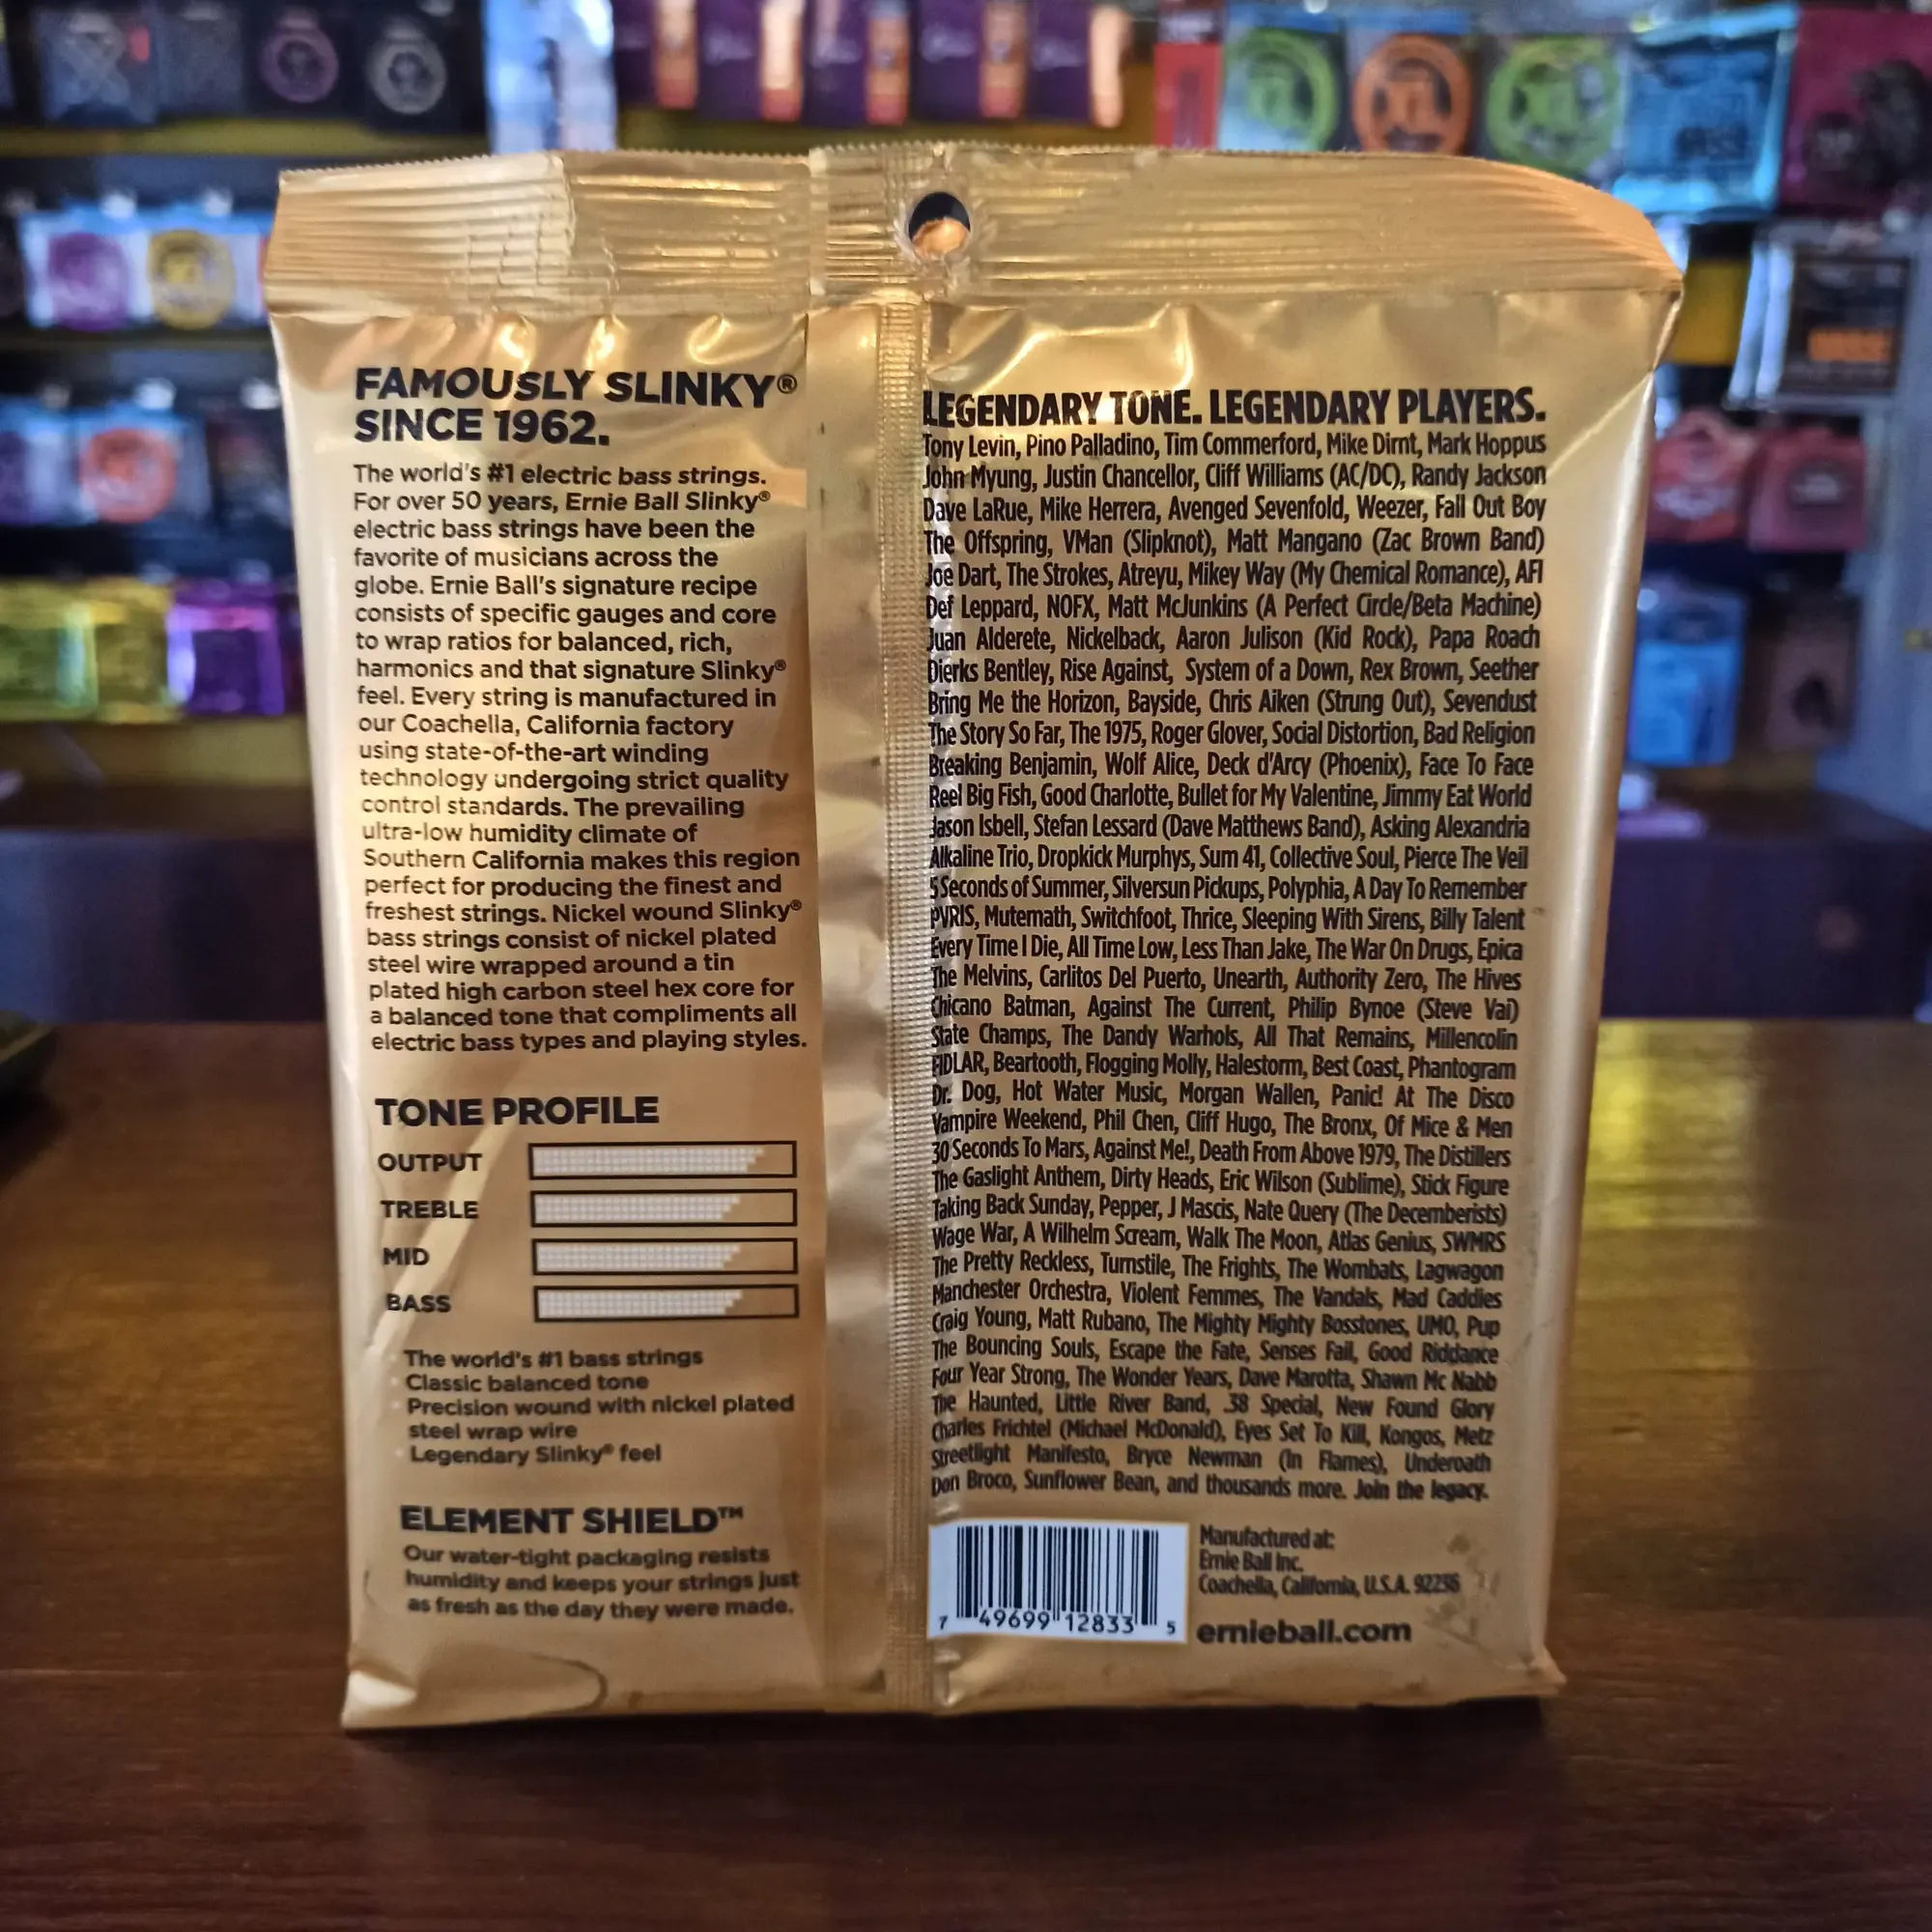 FAMOUSLY SLINKY®
SINCE 1962.
The world's #1 electric bass strings.
For over 50 years, Ernie Ball Slinky®
electric bass strings have been the
favorite of musicians across the
globe. Ernie Ball's signature recipe
consists of specific gauges and core
to wrap ratios for balanced, rich,
harmonics and that signature Slinky®
feel. Every string is manufactured in
our Coachella, California factory
using state-of-the-art winding
technology undergoing strict quality
control standards. The prevailing
ultra-low humidity climate of
Southern California makes this region
perfect for producing the finest and
freshest strings. Nickel wound Slinky®
bass strings consist of nickel plated
steel wire wrapped around a tin
plated high carbon steel hex core for
a balanced tone that compliments all
electric bass types and playing styles.
TONE PROFILE
OUTPUT
TREBLE
MID
BASS
The world's #1 bass strings
Classic balanced tone
Precision wound with nickel plated
steel wrap wire
Legendary Slinky® feel
ELEMENT SHIELD™
Our water-tight packaging resists
humidity and keeps your strings just
as fresh as the day they were made.
LEGENDARY TONE. LEGENDARY PLAYERS.
Tony Levin, Pino Palladino, Tim Commerford, Mike Dirnt, Mark Hoppus
John Myung, Justin Chancellor, Cliff Williams (AC/DC), Randy Jackson
Dave LaRue, Mike Herrera, Avenged Sevenfold, Weezer, Fall Out Boy
The Offspring, VMan (Slipknot), Matt Mangano (Zac Brown Band)
Joe Dart, The Strokes, Atreyu, Mikey Way (My Chemical Romance), AFI
Def Leppard, NOFX, Matt McJunkins (A Perfect Circle/Beta Machine)
Juan Alderete, Nickelback, Aaron Julison (Kid Rock), Papa Roach
Dierks Bentley, Rise Against, System of a Down, Rex Brown, Seether
Bring Me the Horizon, Bayside, Chris Aiken (Strung Out), Sevendust
The Story So Far, The 1975, Roger Glover, Social Distortion, Bad Religion
Breaking Benjamin, Wolf Alice, Deck d'Arcy (Phoenix), Face To Face
Reel Big Fish, Good Charlotte, Bullet for My Valentine, Jimmy Eat World
Jason Isbell, Stefan Lessard (Dave Matthews Band), Asking Alexandria
Alkaline Trio, Dropkick Murphys, Sum 41, Collective Soul, Pierce The Veil
5 Seconds of Summer, Silversun Pickups, Polyphia, A Day To Remember
PVRIS, Mutemath, Switchfoot, Thrice, Sleeping With Sirens, Billy Talent
Every Time I Die, All Time Low, Less Than Jake, The War On Drugs, Epica
The Melvins, Carlitos Del Puerto, Unearth, Authority Zero, The Hives
Chicano Batman, Against The Current, Philip Bynoe (Steve Vai)
State Champs, The Dandy Warhols, All That Remains, Millencolin
FIDLAR, Beartooth, Flogging Molly, Halestorm, Best Coast, Phantogram
Dr. Dog, Hot Water Music, Morgan Wallen, Panic! At The Disco
Vampire Weekend, Phil Chen, Cliff Hugo, The Bronx, Of Mice & Men
30 Seconds To Mars, Against Me!, Death From Above 1979, The Distillers
The Gaslight Anthem, Dirty Heads, Eric Wilson (Sublime), Stick Figure
Taking Back Sunday, Pepper, J Mascis, Nate Query (The Decemberists)
Wage War, A Wilhelm Scream, Walk The Moon, Atlas Genius, SWMRS
The Pretty Reckless, Turnstile, The Frights, The Wombats, Lagwagon
Manchester Orchestra, Violent Femmes, The Vandals, Mad Caddies
Craig Young, Matt Rubano, The Mighty Mighty Bosstones, UMO, Pup
The Bouncing Souls, Escape the Fate, Senses Fail, Good Riddance
Four Year Strong, The Wonder Years, Dave Marotta, Shawn Mc Nabb
The Haunted, Little River Band, .38 Special, New Found Glory
Charles Frichtel (Michael McDonald), Eyes Set To Kill, Kongos, Metz
Streetlight Manifesto, Bryce Newman (In Flames), Underoath
Don Broco, Sunflower Bean, and thousands more. Join the legacy.
7 49699 12833 5
Manufactured at:
Ernie Ball Inc.
Coachella, California, U.S.A. 92236
ernieball.com